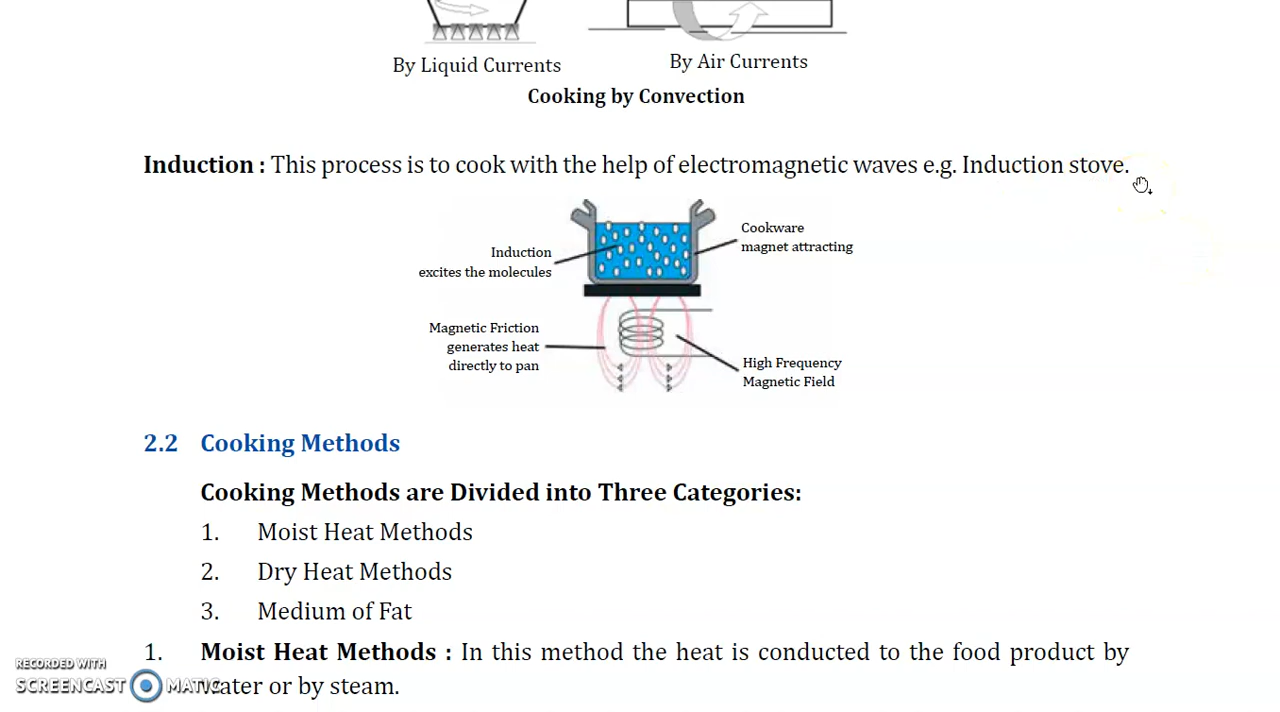 By Liquid Currents
By Air Currents
Cooking by Convection
Induction : This process is to cook with the help of electromagnetic waves e.g. Induction stove.
Induction
excites the molecules
Cookware
magnet attracting
Magnetic Friction
generates heat
directly to pan
High Frequency
Magnetic Field
2.2 Cooking Methods
Cooking Methods are Divided into Three Categories:
1. Moist Heat Methods
2. Dry Heat Methods
3. Medium of Fat
1. Moist Heat Methods : In this method the heat is conducted to the food product by
water or by steam.
RECORDED WITH
SCREENCAST MATIC